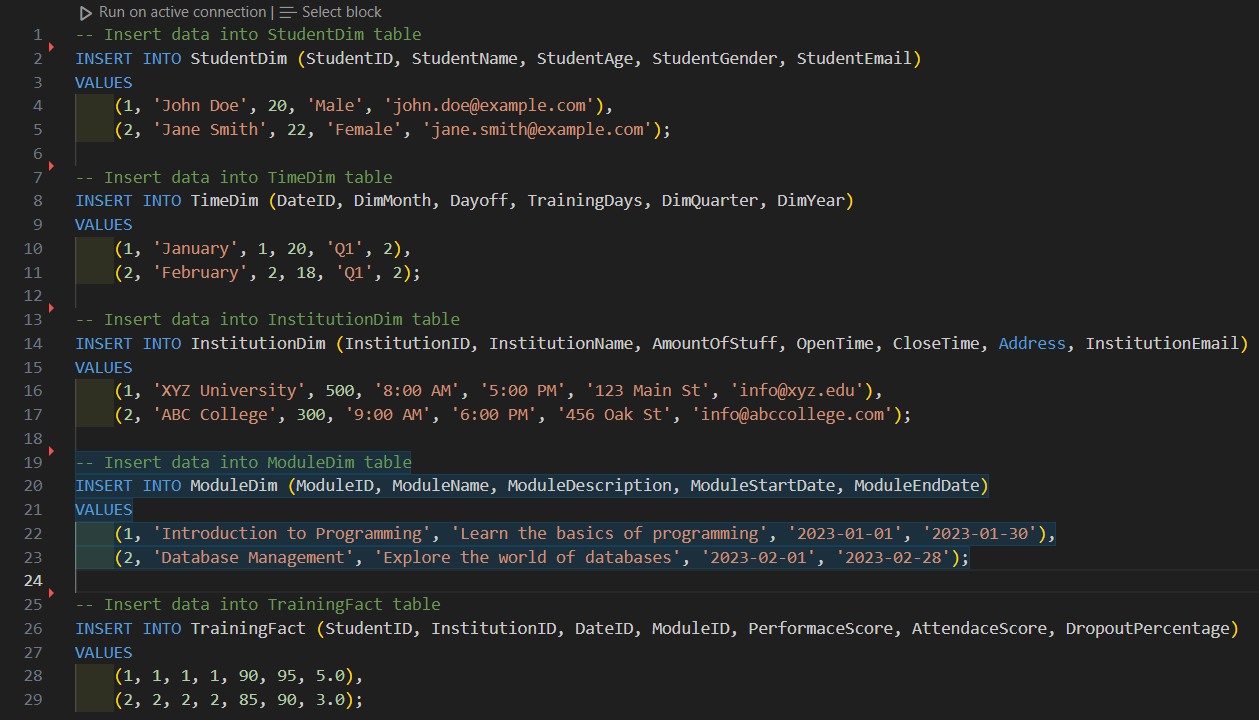 Run on active connection | Select block
1 -- Insert data into StudentDim table
2 INSERT INTO StudentDim (StudentID, StudentName, StudentAge, StudentGender, StudentEmail)
3 VALUES
4 (1, 'John Doe', 20, 'Male', 'john.doe@example.com'),
5 (2, 'Jane Smith', 22, 'Female', 'jane.smith@example.com');
6
7 -- Insert data into TimeDim table
8 INSERT INTO TimeDim (DateID, DimMonth, Dayoff, TrainingDays, DimQuarter, DimYear)
9 VALUES
10 (1, 'January', 1, 20, 'Q1', 2),
11 (2, 'February', 2, 18, 'Q1', 2);
12
13 -- Insert data into InstitutionDim table
14 INSERT INTO InstitutionDim (InstitutionID, InstitutionName, AmountOfStuff, OpenTime, CloseTime, Address, InstitutionEmail)
15 VALUES
16 (1, 'XYZ University', 500, '8:00 AM', '5:00 PM', '123 Main St', 'info@xyz.edu'),
17 (2, 'ABC College', 300, '9:00 AM', '6:00 PM', '456 Oak St', 'info@abccollege.com');
18
19 -- Insert data into ModuleDim table
20 INSERT INTO ModuleDim (ModuleID, ModuleName, ModuleDescription, ModuleStartDate, ModuleEndDate)
21 VALUES
22 (1, 'Introduction to Programming', 'Learn the basics of programming', '2023-01-01', '2023-01-30'),
23 (2, 'Database Management', 'Explore the world of databases', '2023-02-01', '2023-02-28');
24
25 -- Insert data into TrainingFact table
26 INSERT INTO TrainingFact (StudentID, InstitutionID, DateID, ModuleID, PerformaceScore, AttendaceScore, DropoutPercentage)
27 VALUES
28 (1, 1, 1, 1, 90, 95, 5.0),
29 (2, 2, 2, 2, 85, 90, 3.0);